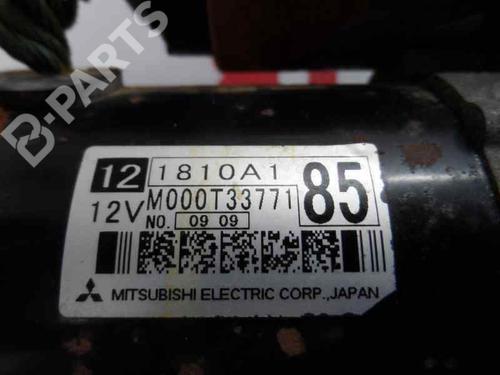 B-PARTS
12 1810A1
12V M000T33771 85
NO. 09 09
MITSUBISHI ELECTRIC CORP.,JAPAN